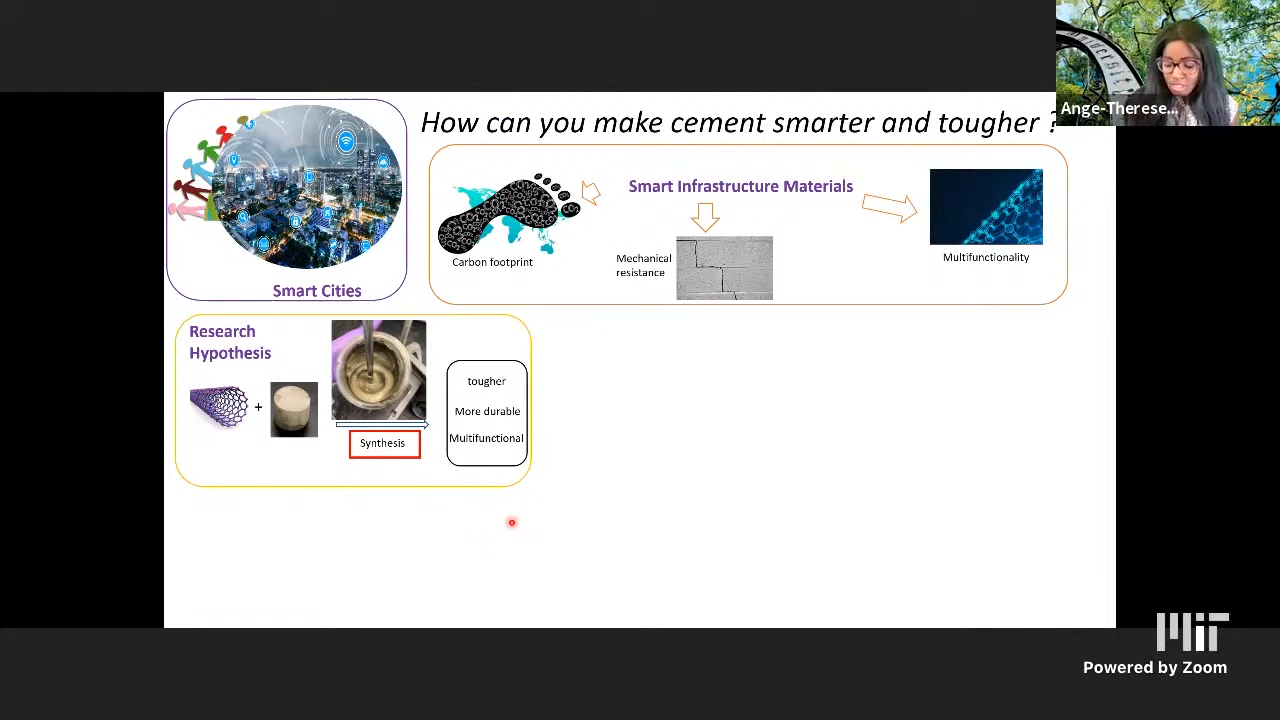 Ange-Therese...
How can you make cement smarter and tougher ?
Smart Infrastructure Materials
Carbon footprint
Mechanical
resistance
Multifunctionality
Smart Cities
Research
Hypothesis
+
Synthesis
tougher
More durable
Multifunctional
MIT
Powered by Zoom